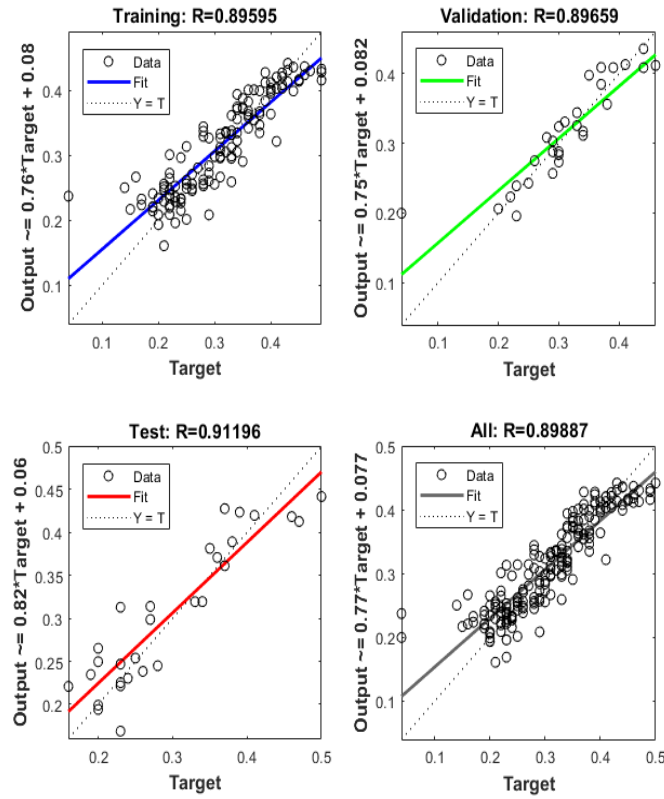 Training: R=0.89595
Output ~= 0.76*Target + 0.08
Data
Fit
Y = T
0.4
0.3
0.2
0.1
0.1 0.2 0.3 0.4
Target
Validation: R=0.89659
Output ~= 0.75*Target + 0.082
Data
Fit
Y = T
0.4
0.3
0.2
0.1
0.1 0.2 0.3 0.4
Target
Test: R=0.91196
Output ~= 0.82*Target + 0.06
Data
Fit
Y = T
0.5
0.45
0.4
0.35
0.3
0.25
0.2
0.2 0.3 0.4 0.5
Target
All: R=0.89887
Output ~= 0.77*Target + 0.077
Data
Fit
Y = T
0.5
0.4
0.3
0.2
0.1
0.1 0.2 0.3 0.4 0.5
Target